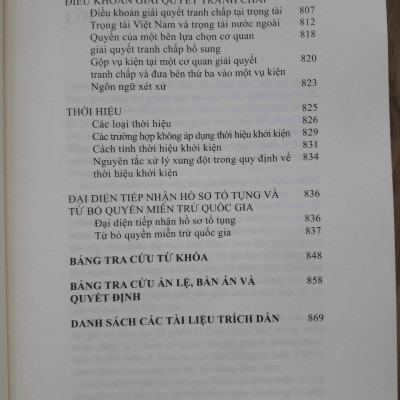 ĐIỀU KHOẢN GIẢI QUYẾT TRANH CHẤP
Điều khoản giải quyết tranh chấp tại trọng tài 807
Trọng tài Việt Nam và trọng tài nước ngoài 812
Quyền của một bên lựa chọn cơ quan 818
giải quyết tranh chấp bổ sung
Gộp vụ kiện tại một cơ quan giải quyết 820
tranh chấp và đưa bên thứ ba vào một vụ kiện
Ngôn ngữ xét xử 823
THỜI HIỆU 825
Các loại thời hiệu 826
Các trường hợp không áp dụng thời hiệu khởi kiện 829
Cách tính thời hiệu khởi kiện 831
Nguyên tắc xử lý xung đột trong quy định về 834
thời hiệu khởi kiện
ĐẠI DIỆN TIẾP NHẬN HỒ SƠ TỐ TỤNG VÀ 836
TỪ BỎ QUYỀN MIỄN TRỪ QUỐC GIA
Đại diện tiếp nhận hồ sơ tố tụng 836
Từ bỏ quyền miễn trừ quốc gia 837
BẢNG TRA CỨU TỪ KHÓA 848
BẢNG TRA CỨU ÁN LỆ, BẢN ÁN VÀ 858
QUYẾT ĐỊNH
DANH SÁCH CÁC TÀI LIỆU TRÍCH DẪN 869